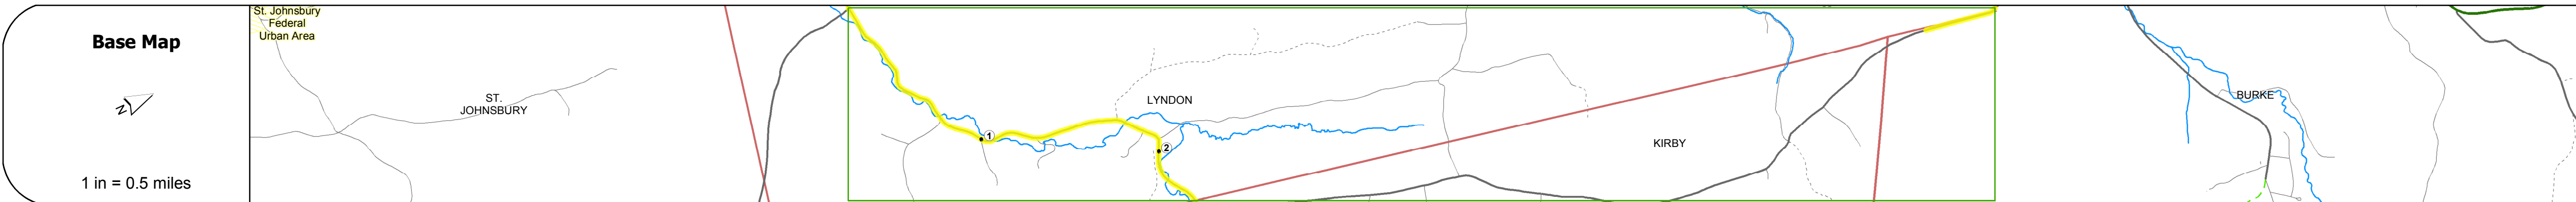 Base Map
N
1 in = 0.5 miles
St. Johnsbury
Federal
Urban Area
ST.
JOHNSBURY
1
LYNDON
2
KIRBY
BURKE